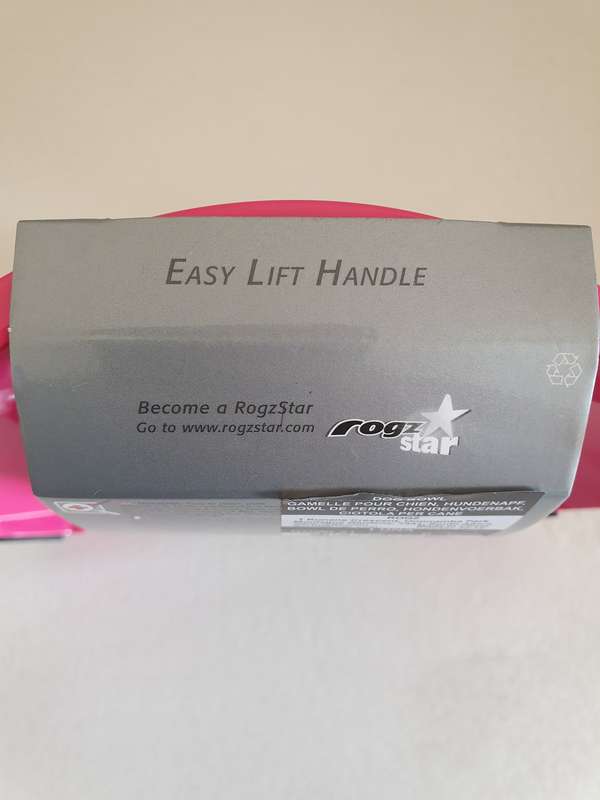 EASY LIFT HANDLE
Become a RogzStar
Go to www.rogzstar.com
rogz
star
DOG BOWL
GAMELLE POUR CHIEN, HUNDENAPF,
BOWL DE PERRO, HONDENVOERBAK,
CIOTOLA PER CANE
ROGZ